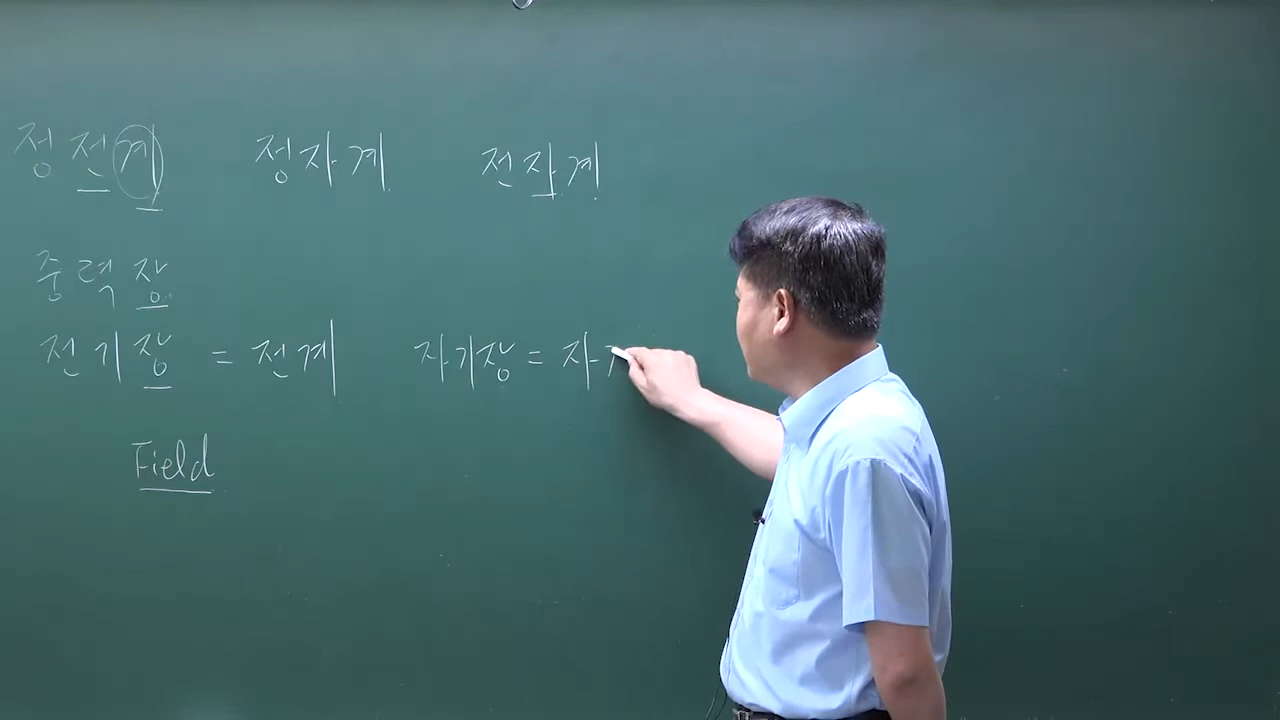 정전계 정자계 전자계
중력장
전기장 = 전계 자기장 = 자
Field